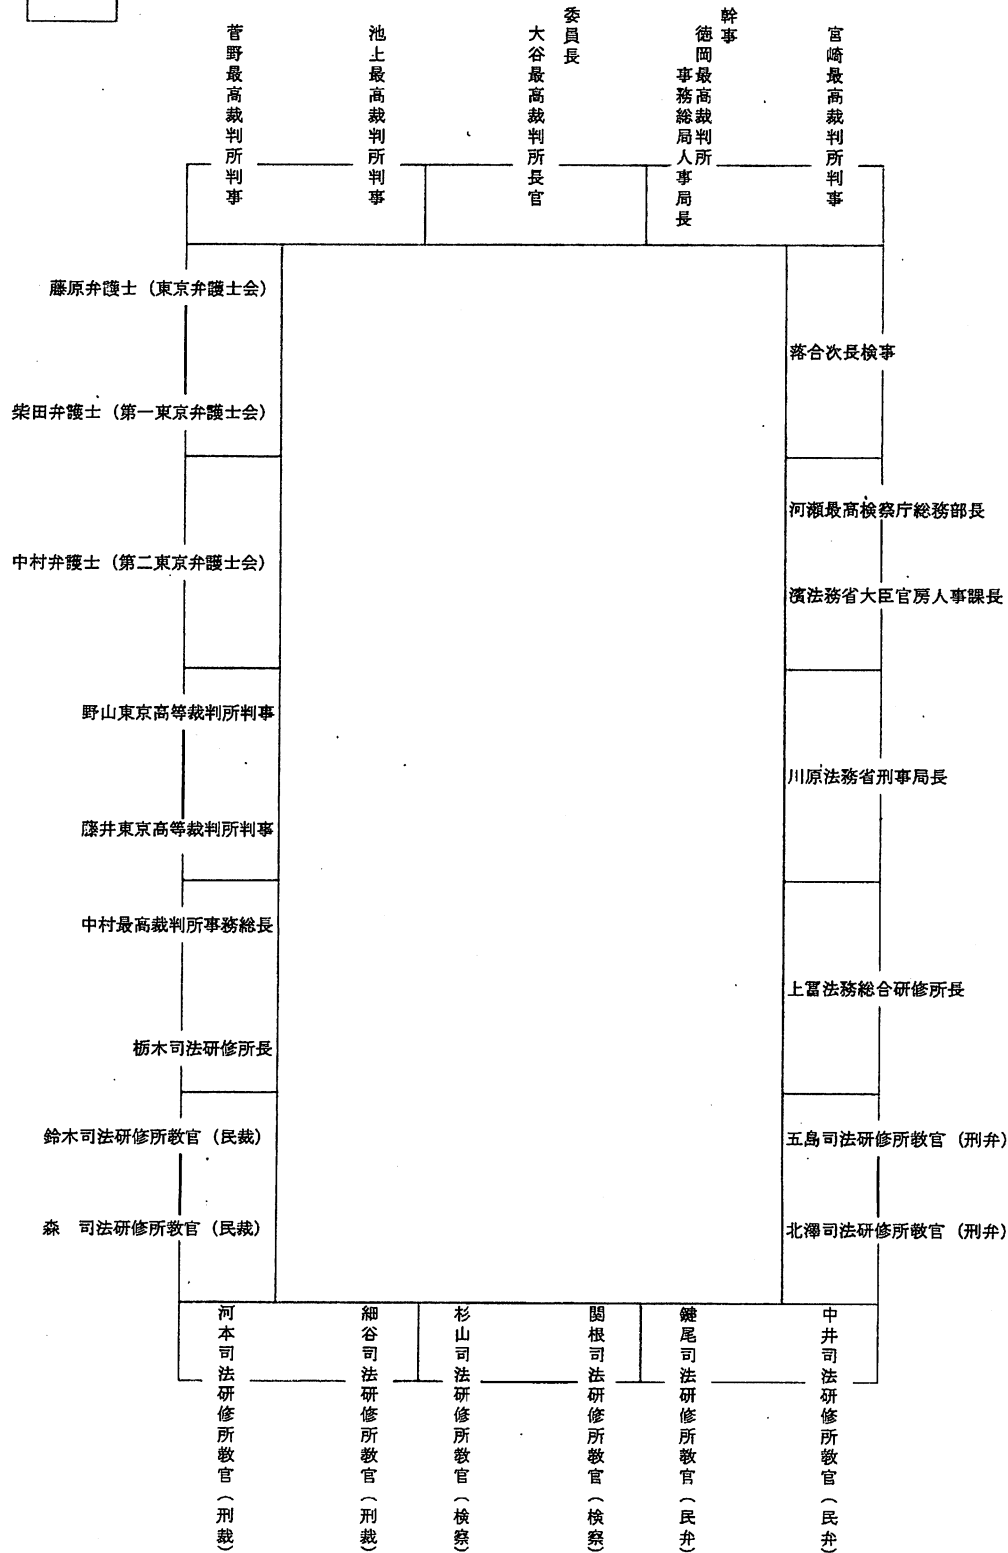 委員長
幹事
菅野最高裁判所判事
池上最高裁判所判事
大谷最高裁判所長官
徳岡最高裁判所
事務総局人事局長
宮崎最高裁判所判事
藤原弁護士（東京弁護士会）
柴田弁護士（第一東京弁護士会）
中村弁護士（第二東京弁護士会）
野山東京高等裁判所判事
藤井東京高等裁判所判事
中村最高裁判所事務総長
栃木司法研修所長
鈴木司法研修所教官（民裁）
森　司法研修所教官（民裁）
落合次長検事
河瀬最高検察庁総務部長
濱法務省大臣官房人事課長
川原法務省刑事局長
上冨法務総合研修所長
五島司法研修所教官（刑弁）
北澤司法研修所教官（刑弁）
河本司法研修所教官（刑裁）
細谷司法研修所教官（刑裁）
杉山司法研修所教官（検察）
関根司法研修所教官（検察）
鍵尾司法研修所教官（民弁）
中井司法研修所教官（民弁）